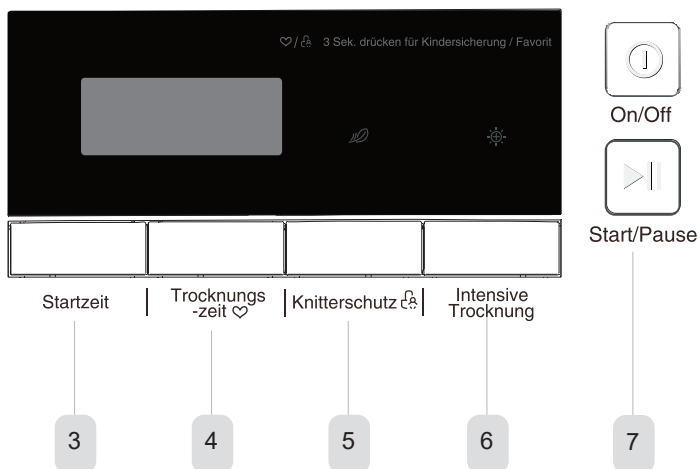 ♡/ 3 Sek. drücken für Kindersicherung / Favorit
On/Off
Start/Pause
Startzeit
Trocknungs
-zeit ♡
Knitterschutz
Intensive
Trocknung
3
4
5
6
7